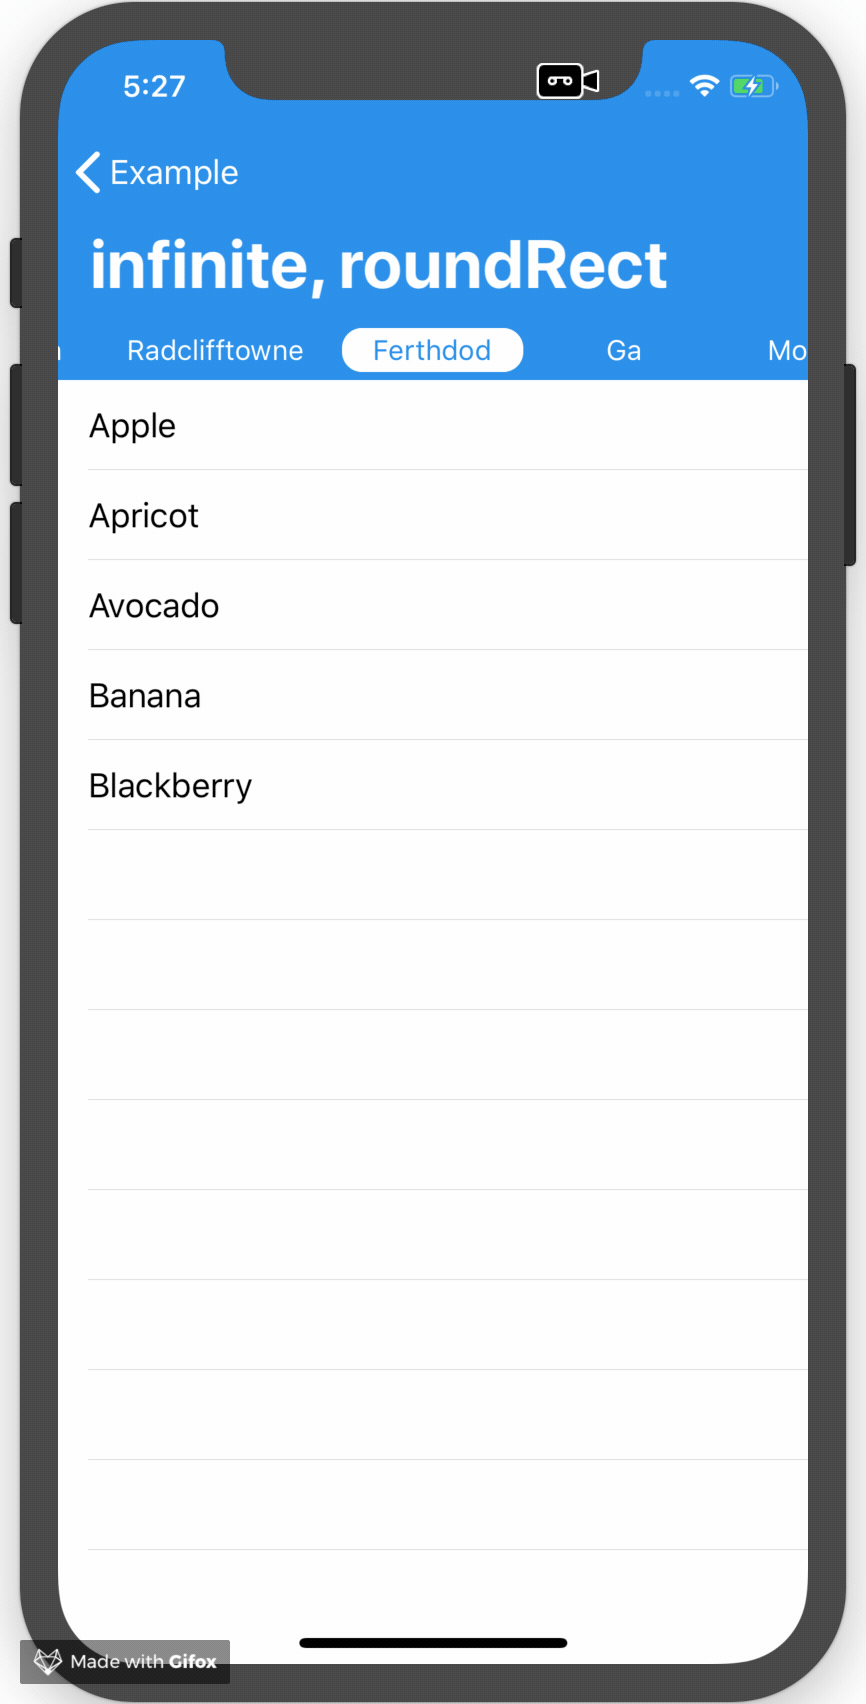 5:27
Example
infinite, roundRect
Radclifftowne Ferthdod Ga Mo
Apple
Apricot
Avocado
Banana
Blackberry
Made with Gifox